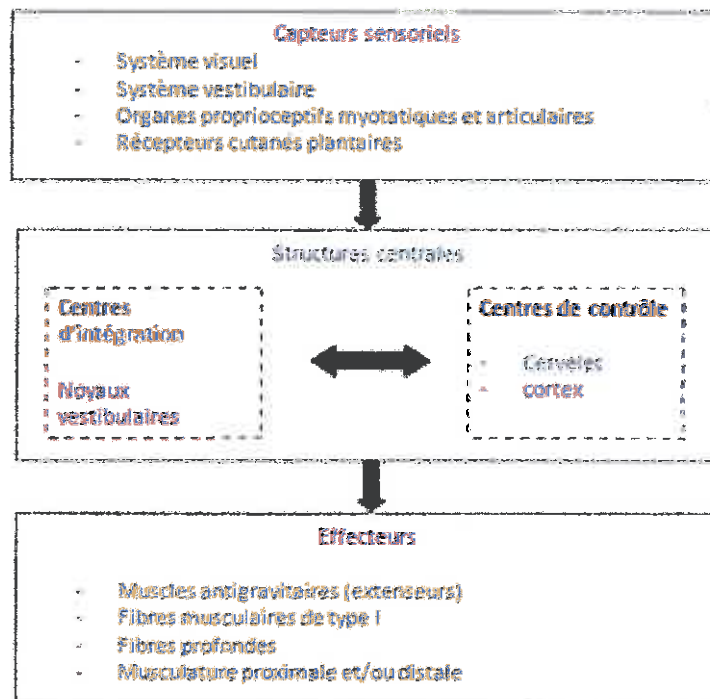 Capteurs sensoriels
- Système visuel
- Système vestibulaire
- Organes proprioceptifs myotatiques et articulaires
- Récepteurs cutanés plantaires
Structures centrales
Centres
d'intégration
Noyaux
vestibulaires
Centres de contrôle
- Cervelet
- cortex
Effecteurs
- Muscles antigravitaires (extenseurs)
- Fibres musculaires de type I
- Fibres profondes
- Musculature proximale et/ou distale